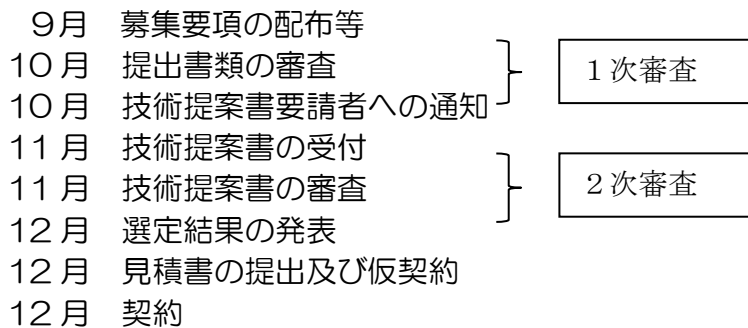 ９月　募集要項の配布等
10月　提出書類の審査
１次審査
10月　技術提案書要請者への通知
11月　技術提案書の受付
11月　技術提案書の審査
２次審査
12月　選定結果の発表
12月　見積書の提出及び仮契約
12月　契約